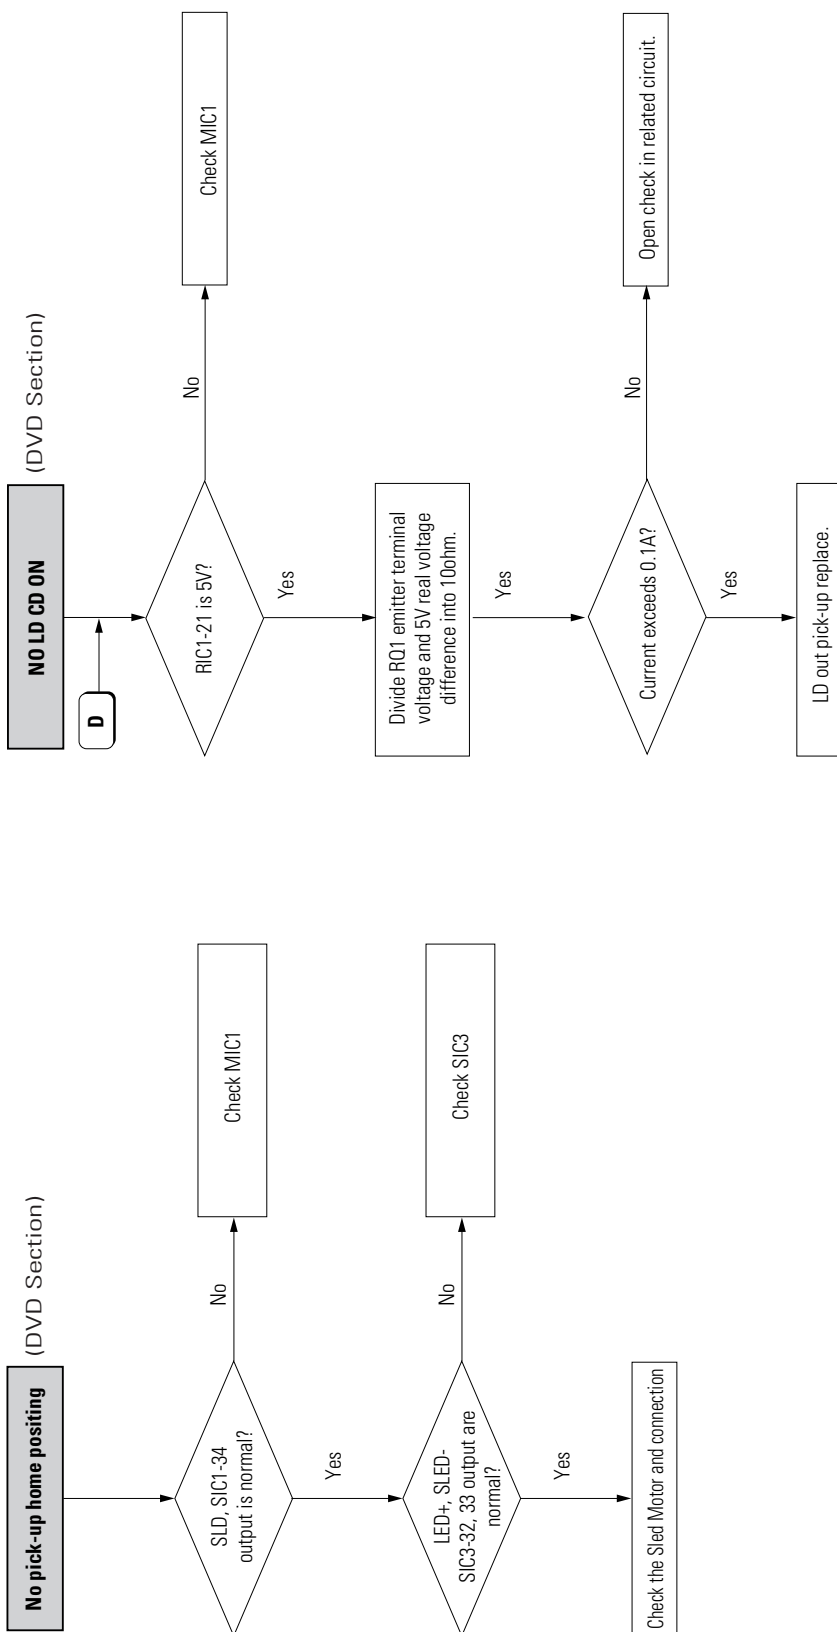 NO LD CD ON
(DVD Section)
D
RIC1-21 is 5V?
No
Check MIC1
Yes
Divide RQ1 emitter terminal
voltage and 5V real voltage
difference into 10ohm.
Yes
Current exceeds 0.1A?
No
Open check in related circuit.
Yes
LD out pick-up replace.
No pick-up home positing
(DVD Section)
SLD, SIC1-34
output is normal?
No
Check MIC1
Yes
LED+, SLED-
SIC3-32, 33 output are
normal?
No
Check SIC3
Yes
Check the Sled Motor and connection